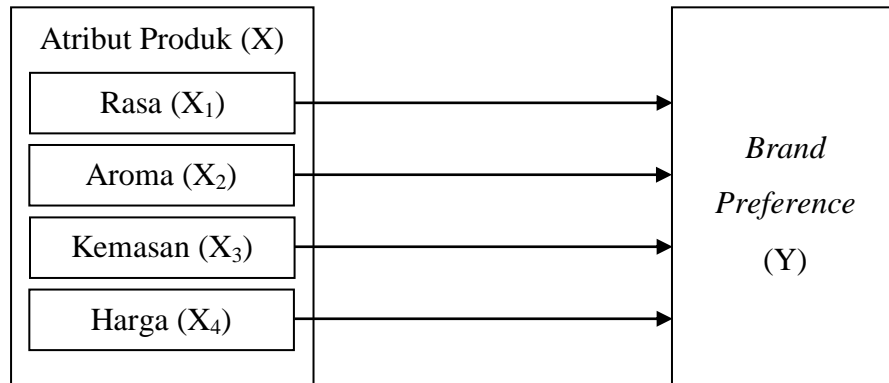 Atribut Produk (X)
Rasa (X₁)
Aroma (X₂)
Kemasan (X₃)
Harga (X₄)
Brand
Preference
(Y)